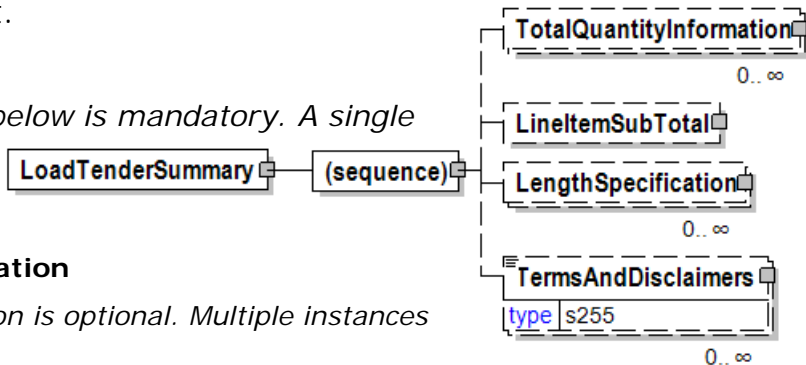 t.
below is mandatory. A single
ation
on is optional. Multiple instances
LoadTenderSummary
(sequence)
TotalQuantityInformation
0.. ∞
LineItemSubTotal
LengthSpecification
0.. ∞
TermsAndDisclaimers
type s255
0.. ∞